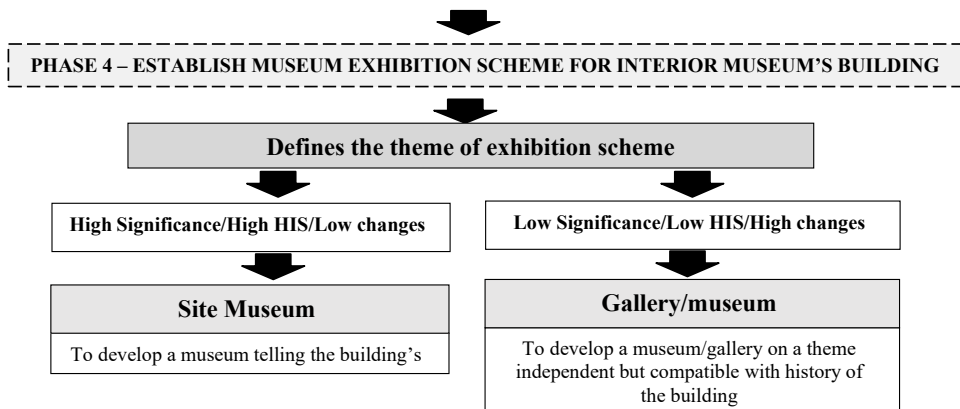 PHASE 4 – ESTABLISH MUSEUM EXHIBITION SCHEME FOR INTERIOR MUSEUM'S BUILDING
Defines the theme of exhibition scheme
High Significance/High HIS/Low changes
Low Significance/Low HIS/High changes
Site Museum
To develop a museum telling the building's
Gallery/museum
To develop a museum/gallery on a theme
independent but compatible with history of
the building